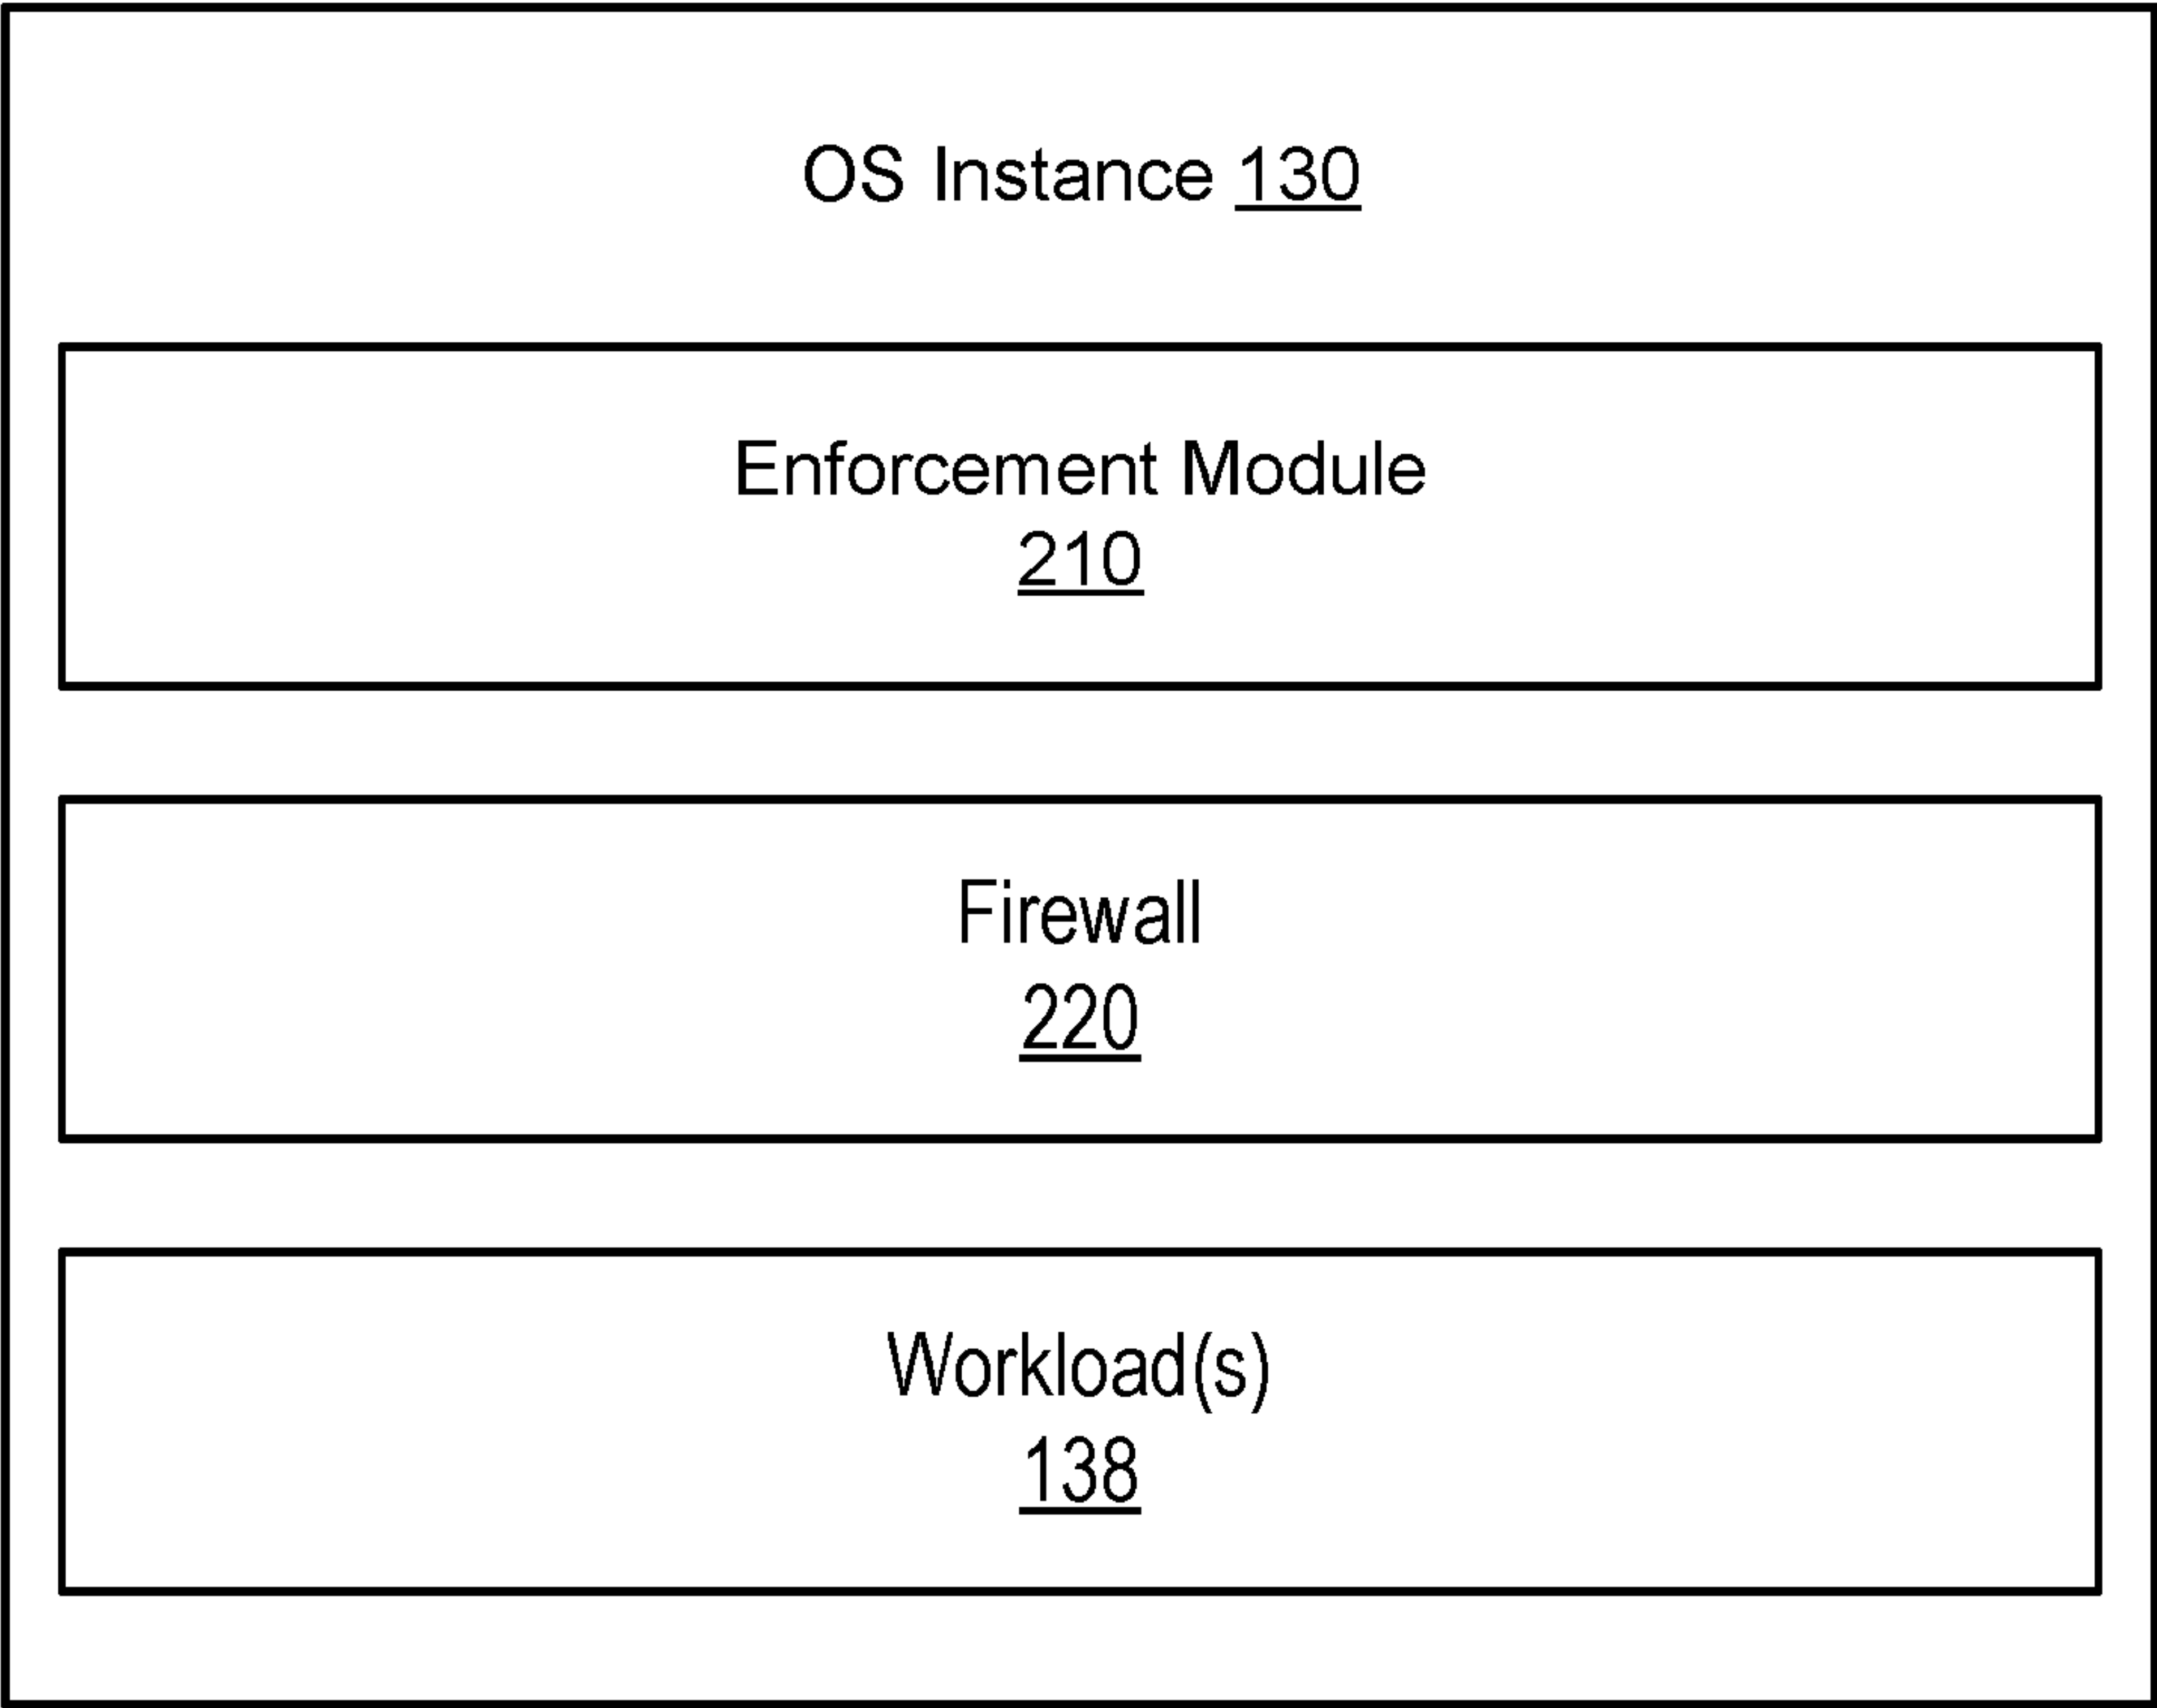 OS Instance 130
Enforcement Module
210
Firewall
220
Workload(s)
138